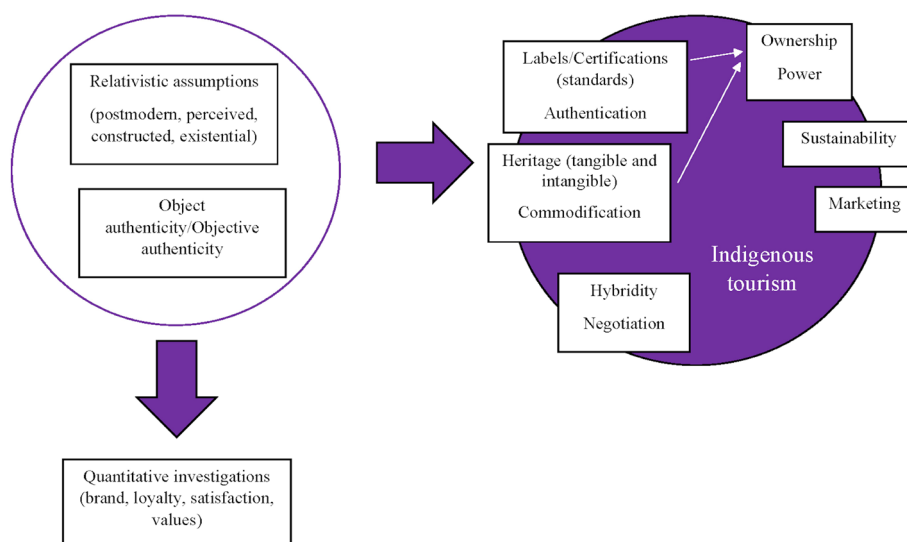 Relativistic assumptions
(postmodern, perceived,
constructed, existential)
Object
authenticity/Objective
authenticity
Quantitative investigations
(brand, loyalty, satisfaction,
values)
Labels/Certifications
(standards)
Authentication
Heritage (tangible and
intangible)
Commodification
Hybridity
Negotiation
Ownership
Power
Sustainability
Marketing
Indigenous
tourism